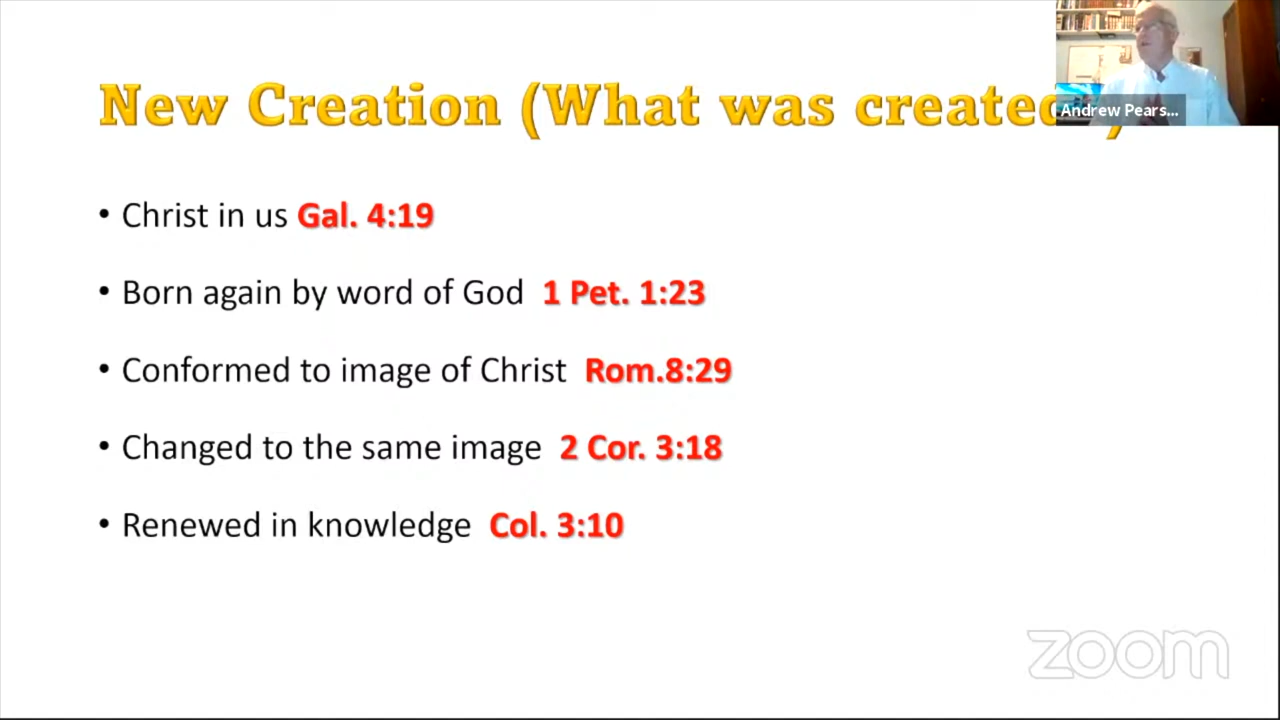 New Creation (What was created)
Andrew Pears...
• Christ in us Gal. 4:19
• Born again by word of God 1 Pet. 1:23
• Conformed to image of Christ Rom.8:29
• Changed to the same image 2 Cor. 3:18
• Renewed in knowledge Col. 3:10
zoom